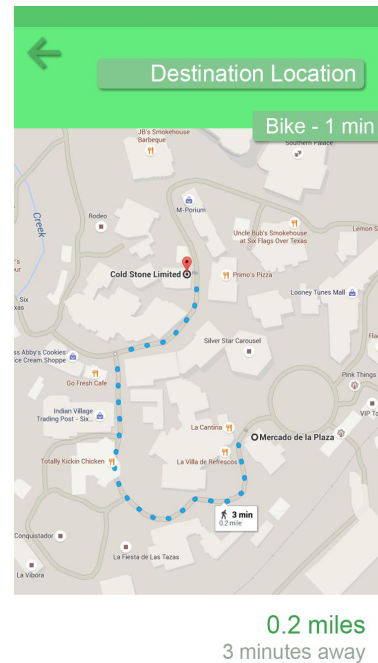 Destination Location
Bike - 1 min
JB's Smokehouse
Barbeque
Southern Palace
M-Porium
Creek
Rodeo
Uncle Bub's Smokehouse
at Six Flags Over Texas
Lemon S
Cold Stone Limited
Primo's Pizza
Looney Tunes Mall
Six
xas
Silver Star Carousel
Fla
ss Abby's Cookies
ce Cream Shoppe
Go Fresh Cafe
Pink Things
Indian Village
Trading Post - Six...
VIP
La Cantina
Mercado de la Plaza
Totally Kickin Chicken
La Villa de Refrescos
3 min
0.2 mile
Conquistador
La Fiesta de Las Tazas
La Vibora
0.2 miles
3 minutes away